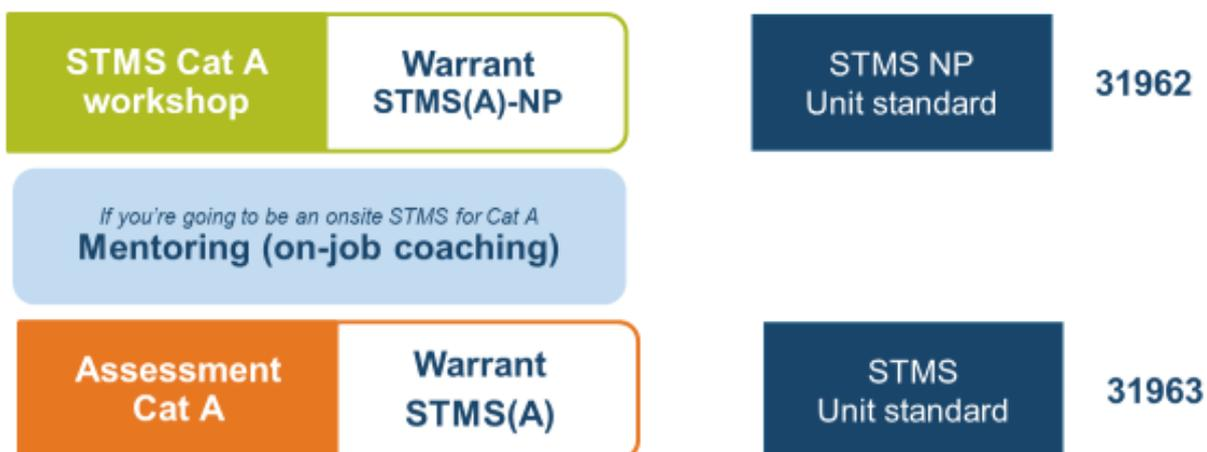 STMS Cat A
workshop
Warrant
STMS(A)-NP
STMS NP
Unit standard
31962
If you're going to be an onsite STMS for Cat A
Mentoring (on-job coaching)
Assessment
Cat A
Warrant
STMS(A)
STMS
Unit standard
31963